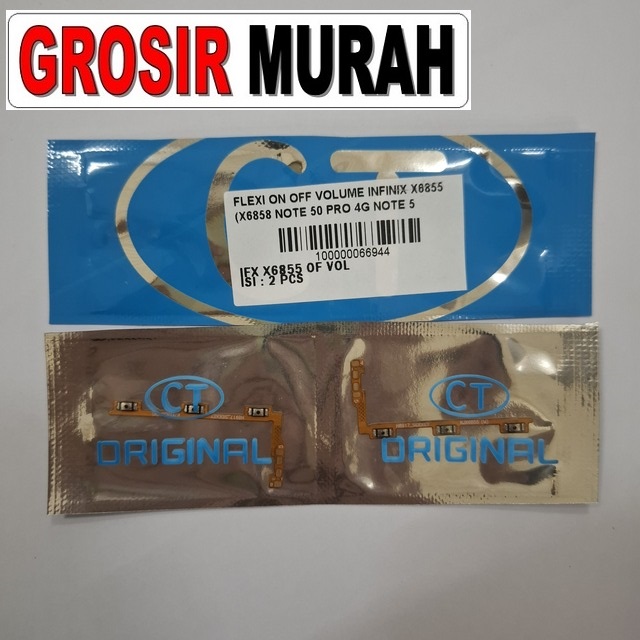 GROSIR MURAH
CT
FLEXI ON OFF VOLUME INFINIX X6855
(X6858 NOTE 50 PRO 4G NOTE 5
100000066944
IFX X6855 OF VOL
ISI : 2 PCS
CT
ORIGINAL
CT
ORIGINAL